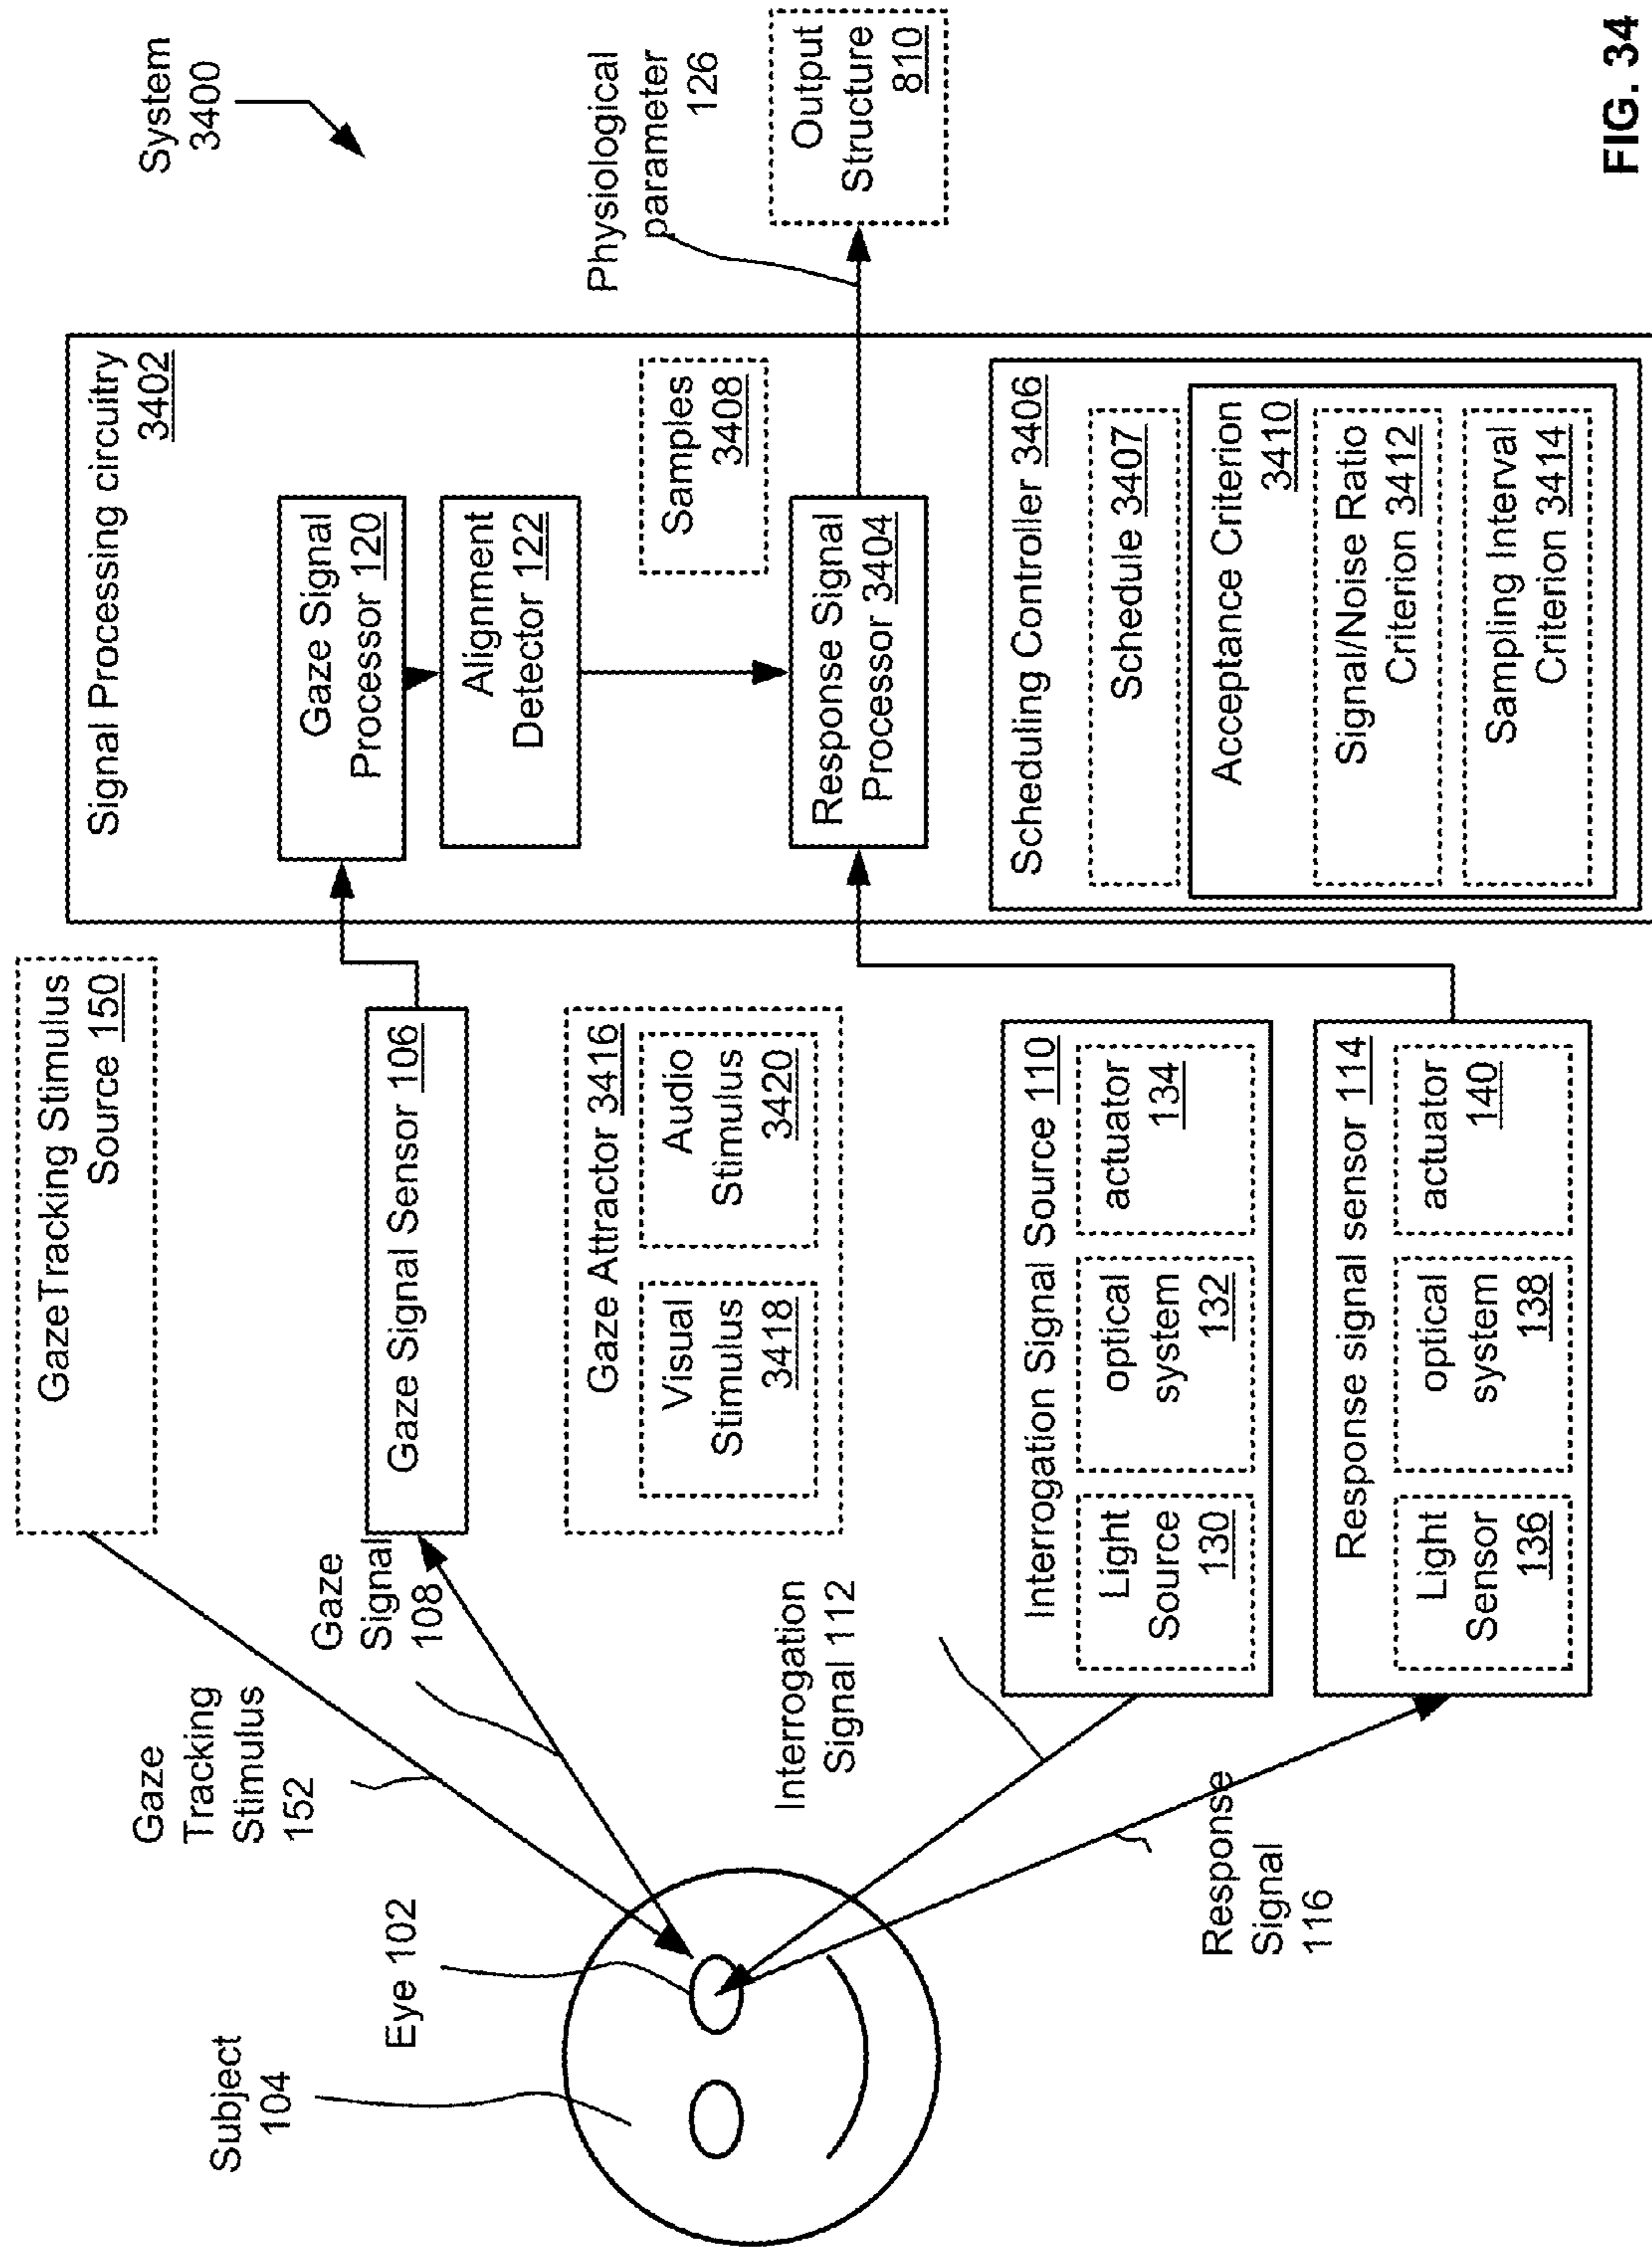 System
3400
Subject
104
Eye 102
Gaze
Tracking
Stimulus
152
Gaze
Signal
108
Interrogation
Signal 112
Response
Signal
116
GazeTracking Stimulus
Source 150
Gaze Signal Sensor 106
Gaze Attractor 3416
Visual
Stimulus
3418
Audio
Stimulus
3420
Interrogation Signal Source 110
Light
Source
130
optical
system
132
actuator
134
Response signal sensor 114
Light
Sensor
136
optical
system
138
actuator
140
Signal Processing circuitry
3402
Gaze Signal
Processor 120
Alignment
Detector 122
Samples
3408
Response Signal
Processor 3404
Scheduling Controller 3406
Schedule 3407
Acceptance Criterion
3410
Signal/Noise Ratio
Criterion 3412
Sampling Interval
Criterion 3414
Physiological
parameter
126
Output
Structure
810
FIG. 34